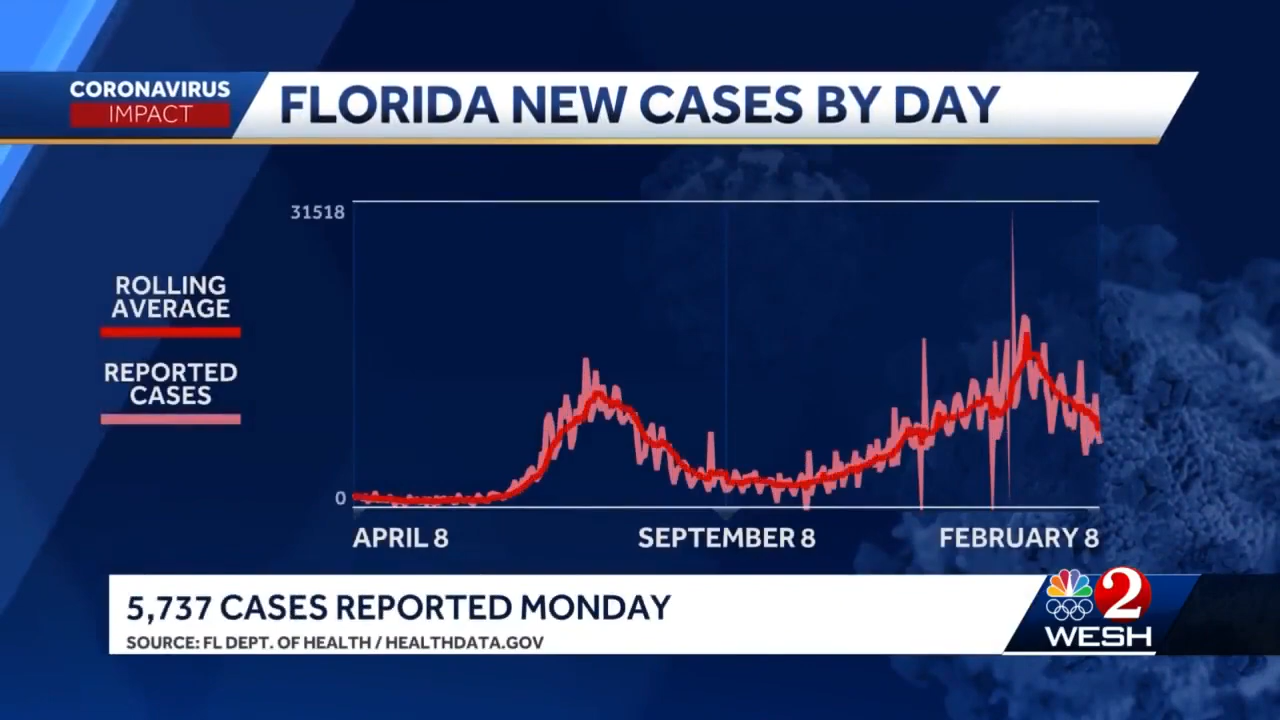 CORONAVIRUS
IMPACT
FLORIDA NEW CASES BY DAY
31518
ROLLING
AVERAGE
REPORTED
CASES
0
APRIL 8
SEPTEMBER 8
FEBRUARY 8
5,737 CASES REPORTED MONDAY
SOURCE: FL DEPT. OF HEALTH / HEALTHDATA.GOV
2
WESH